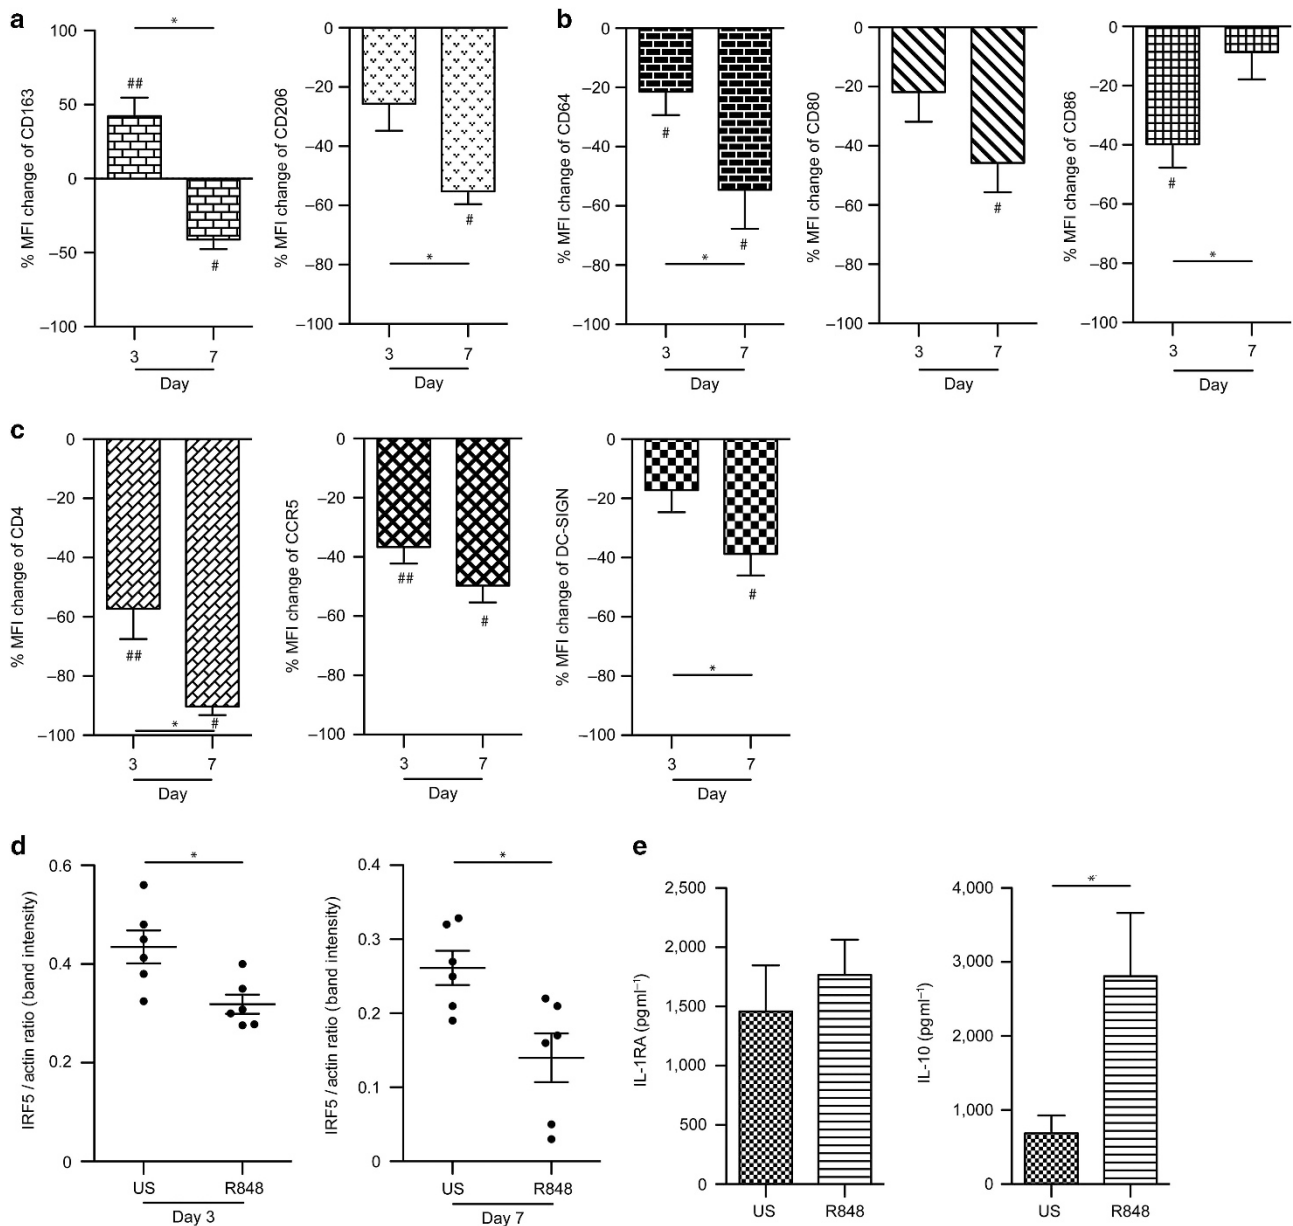 a
% MFI change of CD163
100
50
0
–50
–100
*
##
#
3
7
Day
% MFI change of CD206
0
–20
–40
–60
–80
–100
#
*
3
7
Day
b
% MFI change of CD64
0
–20
–40
–60
–80
–100
#
#
*
3
7
Day
% MFI change of CD80
0
–20
–40
–60
–80
–100
#
3
7
Day
% MFI change of CD86
0
–20
–40
–60
–80
–100
#
*
3
7
Day
c
% MFI change of CD4
0
–20
–40
–60
–80
–100
##
#
*
3
7
Day
% MFI change of CCR5
0
–20
–40
–60
–80
–100
##
#
3
7
Day
% MFI change of DC-SIGN
0
–20
–40
–60
–80
–100
#
*
3
7
Day
d
IRF5 / actin ratio (band intensity)
0.6
0.4
0.2
0
*
US
R848
Day 3
IRF5 / actin ratio (band intensity)
0.4
0.3
0.2
0.1
0
*
US
R848
Day 7
e
IL-1RA (pgml⁻¹)
2,500
2,000
1,500
1,000
500
0
US
R848
IL-10 (pgml⁻¹)
4,000
3,000
2,000
1,000
0
*
US
R848